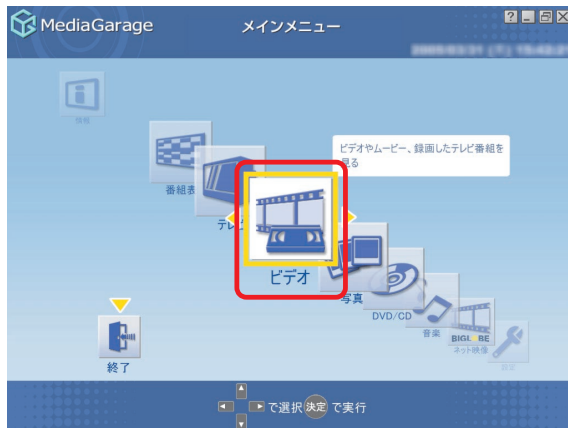 MediaGarage
メインメニュー
情報
ビデオやムービー、録画したテレビ番組を
見る
番組表
テレビ
ビデオ
写真
DVD/CD
音楽
BIGLOBE
ネット映像
設定
終了
で選択 決定 で実行